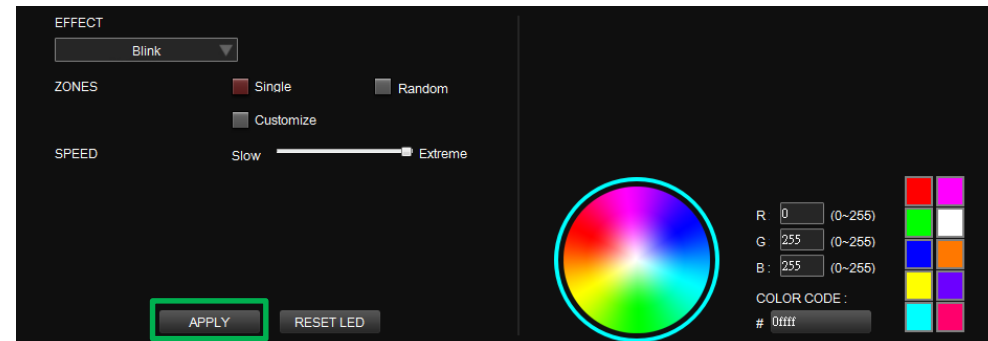 EFFECT
Blink
ZONES Single Random
Customize
SPEED Slow Extreme
R 0 (0~255)
G 255 (0~255)
B : 255 (0~255)
COLOR CODE :
# 0ffff
APPLY RESET LED